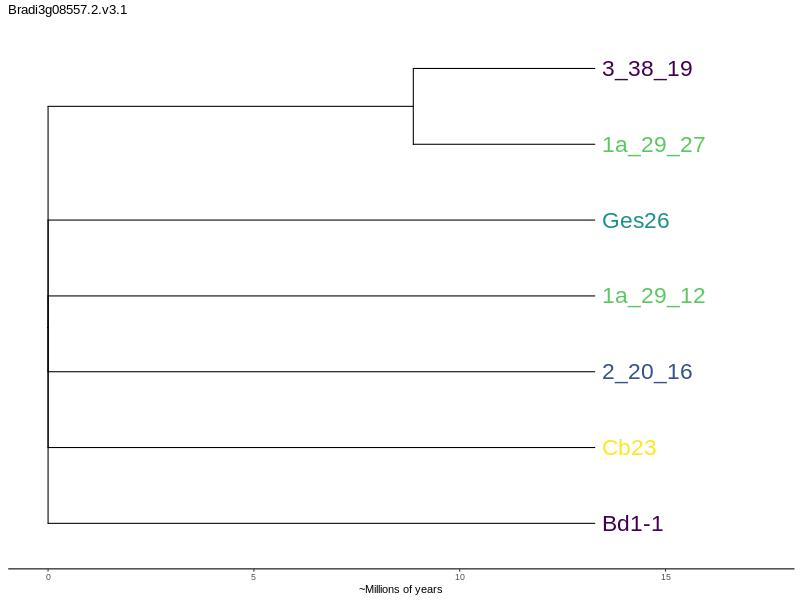 Bradi3g08557.2.v3.1
3_38_19
1a_29_27
Ges26
1a_29_12
2_20_16
Cb23
Bd1-1
0 5 10 15
~Millions of years